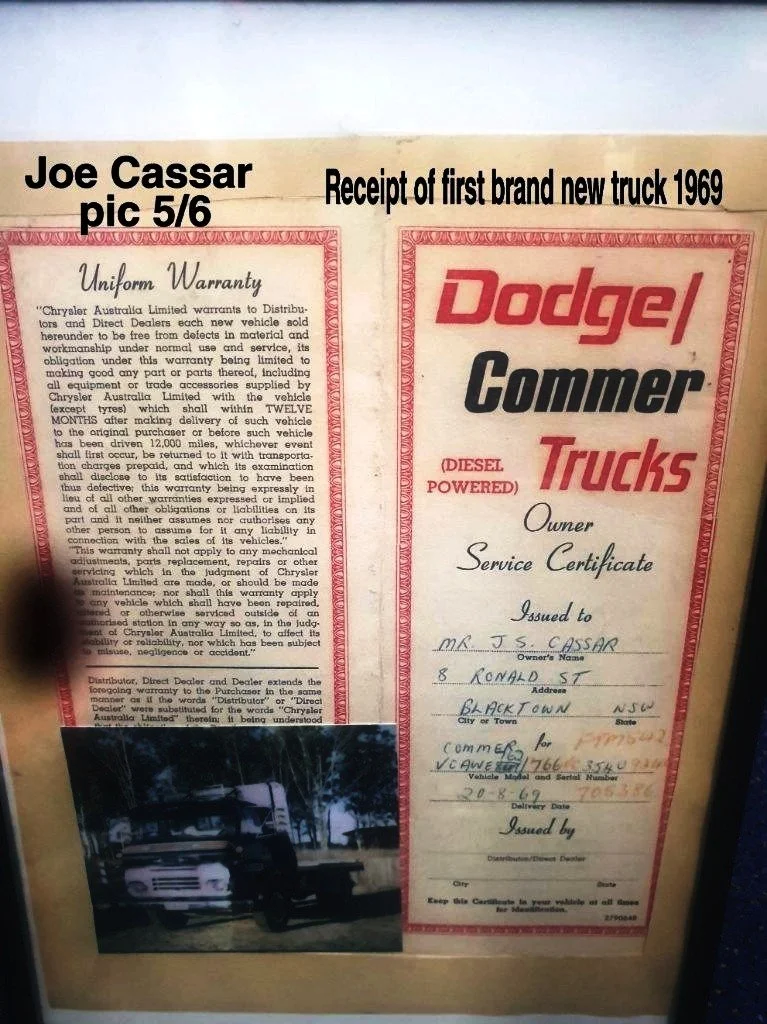 Joe Cassar
pic 5/6
Receipt of first brand new truck 1969
Uniform Warranty
"Chrysler Australia Limited warrants to Distribu-
tors and Direct Dealers each new vehicle sold
hereunder to be free from defects in material and
workmanship under normal use and service, its
obligation under this warranty being limited to
making good any part or parts thereof, including
all equipment or trade accessories supplied by
Chrysler Australia Limited with the vehicle
(except tyres) which shall within TWELVE
MONTHS after making delivery of such vehicle
to the original purchaser or before such vehicle
has been driven 12,000 miles, whichever event
shall first occur, be returned to it with transporta-
tion charges prepaid, and which its examination
shall disclose to its satisfaction to have been
thus defective; this warranty being expressly in
lieu of all other warranties expressed or implied
and of all other obligations or liabilities on its
part and it neither assumes nor authorises any
other person to assume for it any liability in
connection with the sales of its vehicles."
"This warranty shall not apply to any mechanical
adjustments, parts replacement, repairs or other
servicing which in the judgment of Chrysler
Australia Limited are made, or should be made
maintenance; nor shall this warranty apply
any vehicle which shall have been repaired,
or otherwise serviced outside of an
station in any way so as, in the judg-
of Chrysler Australia Limited, to affect its
or reliability, nor which has been subject
misuse, negligence or accident."
Distributor, Direct Dealer and Dealer extends the
foregoing warranty to the Purchaser in the same
manner as if the words "Distributor" or "Direct
Dealer" were substituted for the words "Chrysler
Australia Limited" therein; it being understood
Dodge/
Commer
(DIESEL
POWERED) Trucks
Owner
Service Certificate
Issued to
MR J S. CASSAR
Owner's Name
8 RONALD ST
Address
BLACKTOWN NSW
City or Town State
COMMER for
Vehicle Model and Serial Number
20-8-69
Delivery Date
Issued by
Distributor/Direct Dealer
City State
Keep this Certificate in your vehicle at all times
for Identification.